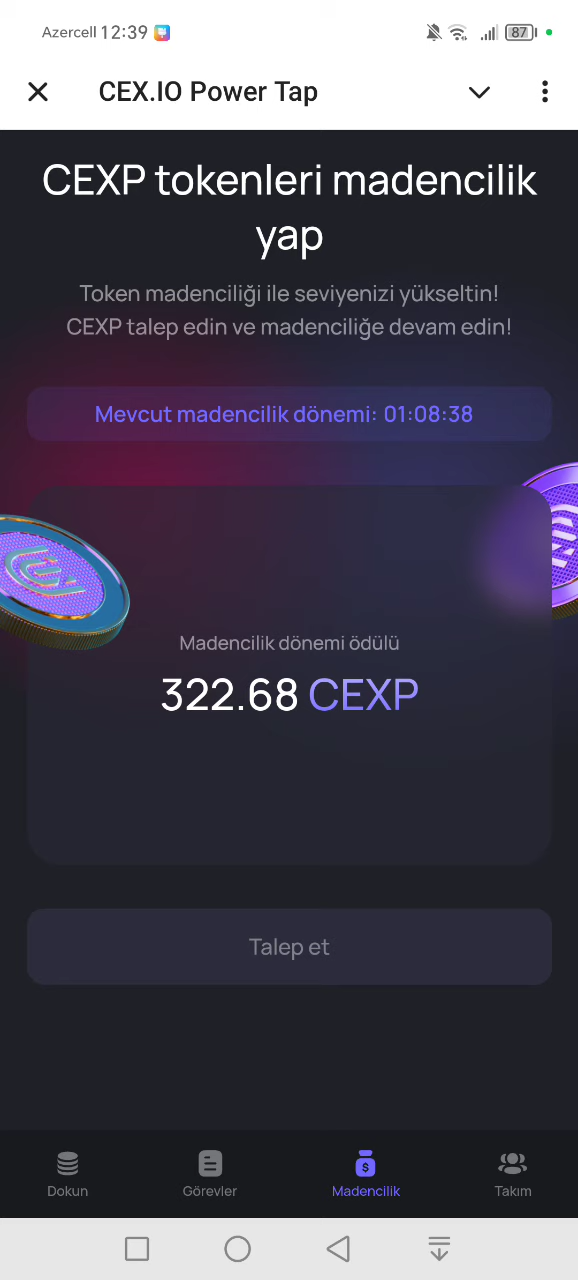 Azercell 12:39
87
CEX.IO Power Tap
CEXP tokenleri madencilik
yap
Token madenciliği ile seviyenizi yükseltin!
CEXP talep edin ve madenciliğe devam edin!
Mevcut madencilik dönemi: 01:08:38
Madencilik dönemi ödülü
322.68 CEXP
Talep et
Dokun Görevler Madencilik Takım